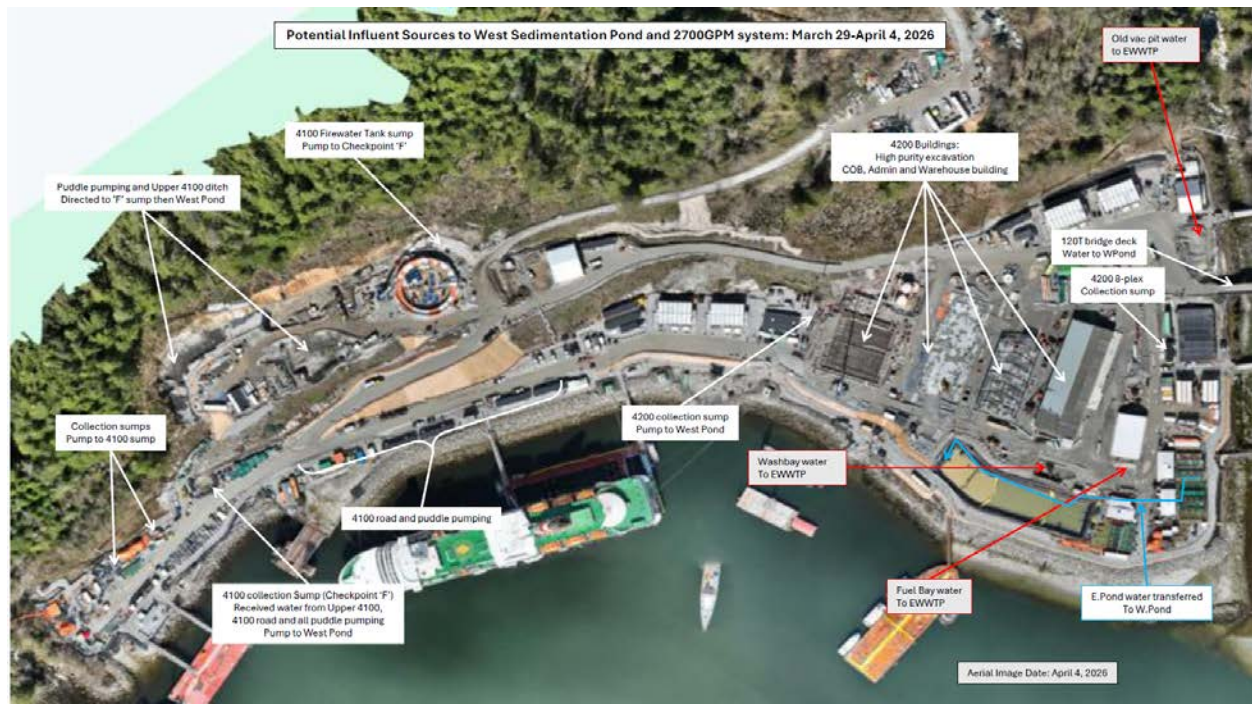 Potential Influent Sources to West Sedimentation Pond and 2700GPM system: March 29-April 4, 2026
Old vac pit water
to EWWTP
4100 Firewater Tank sump
Pump to Checkpoint 'F'
4200 Buildings:
High purity excavation
COB, Admin and Warehouse building
Puddle pumping and Upper 4100 ditch
Directed to 'F' sump then West Pond
120T bridge deck
Water to WPond
4200 8-plex
Collection sump
Collection sumps
Pump to 4100 sump
4200 collection sump
Pump to West Pond
Washbay water
To EWWTP
4100 road and puddle pumping
4100 collection Sump (Checkpoint 'F')
Received water from Upper 4100,
4100 road and all puddle pumping
Pump to West Pond
Fuel Bay water
To EWWTP
E.Pond water transferred
To W.Pond
Aerial Image Date: April 4, 2026